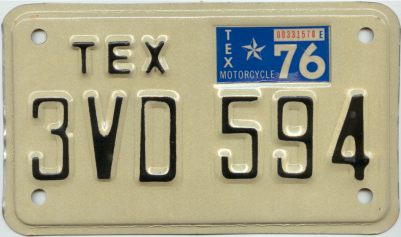 TEX
TEX 00331578 E
MOTORCYCLE 76
3VD 594